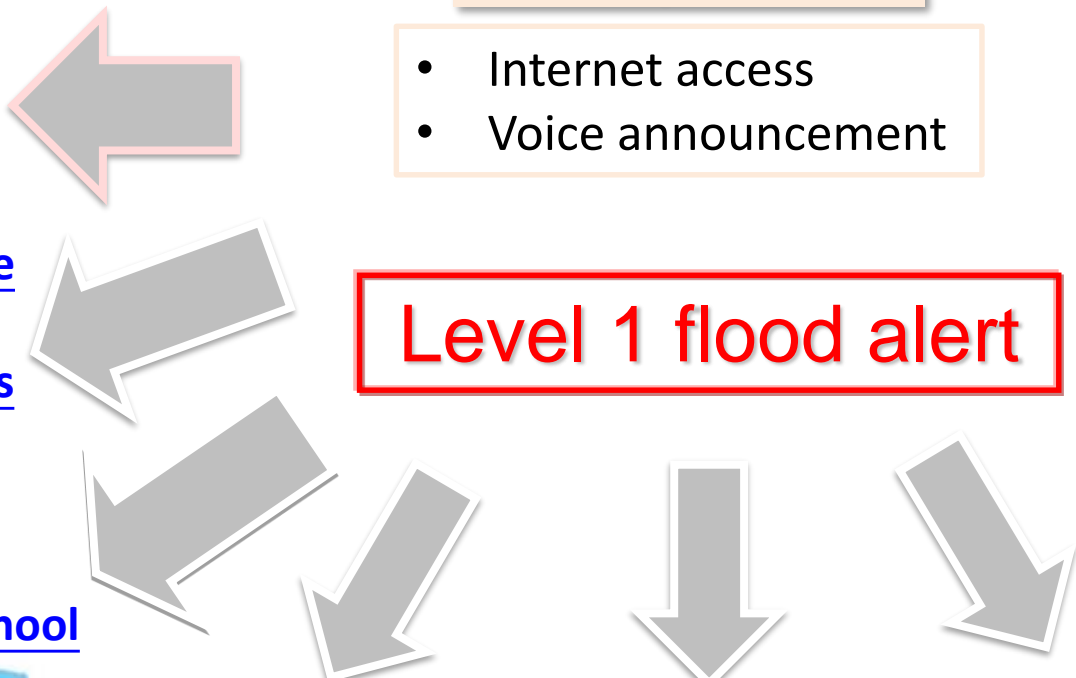 • Internet access
• Voice announcement
Level 1 flood alert